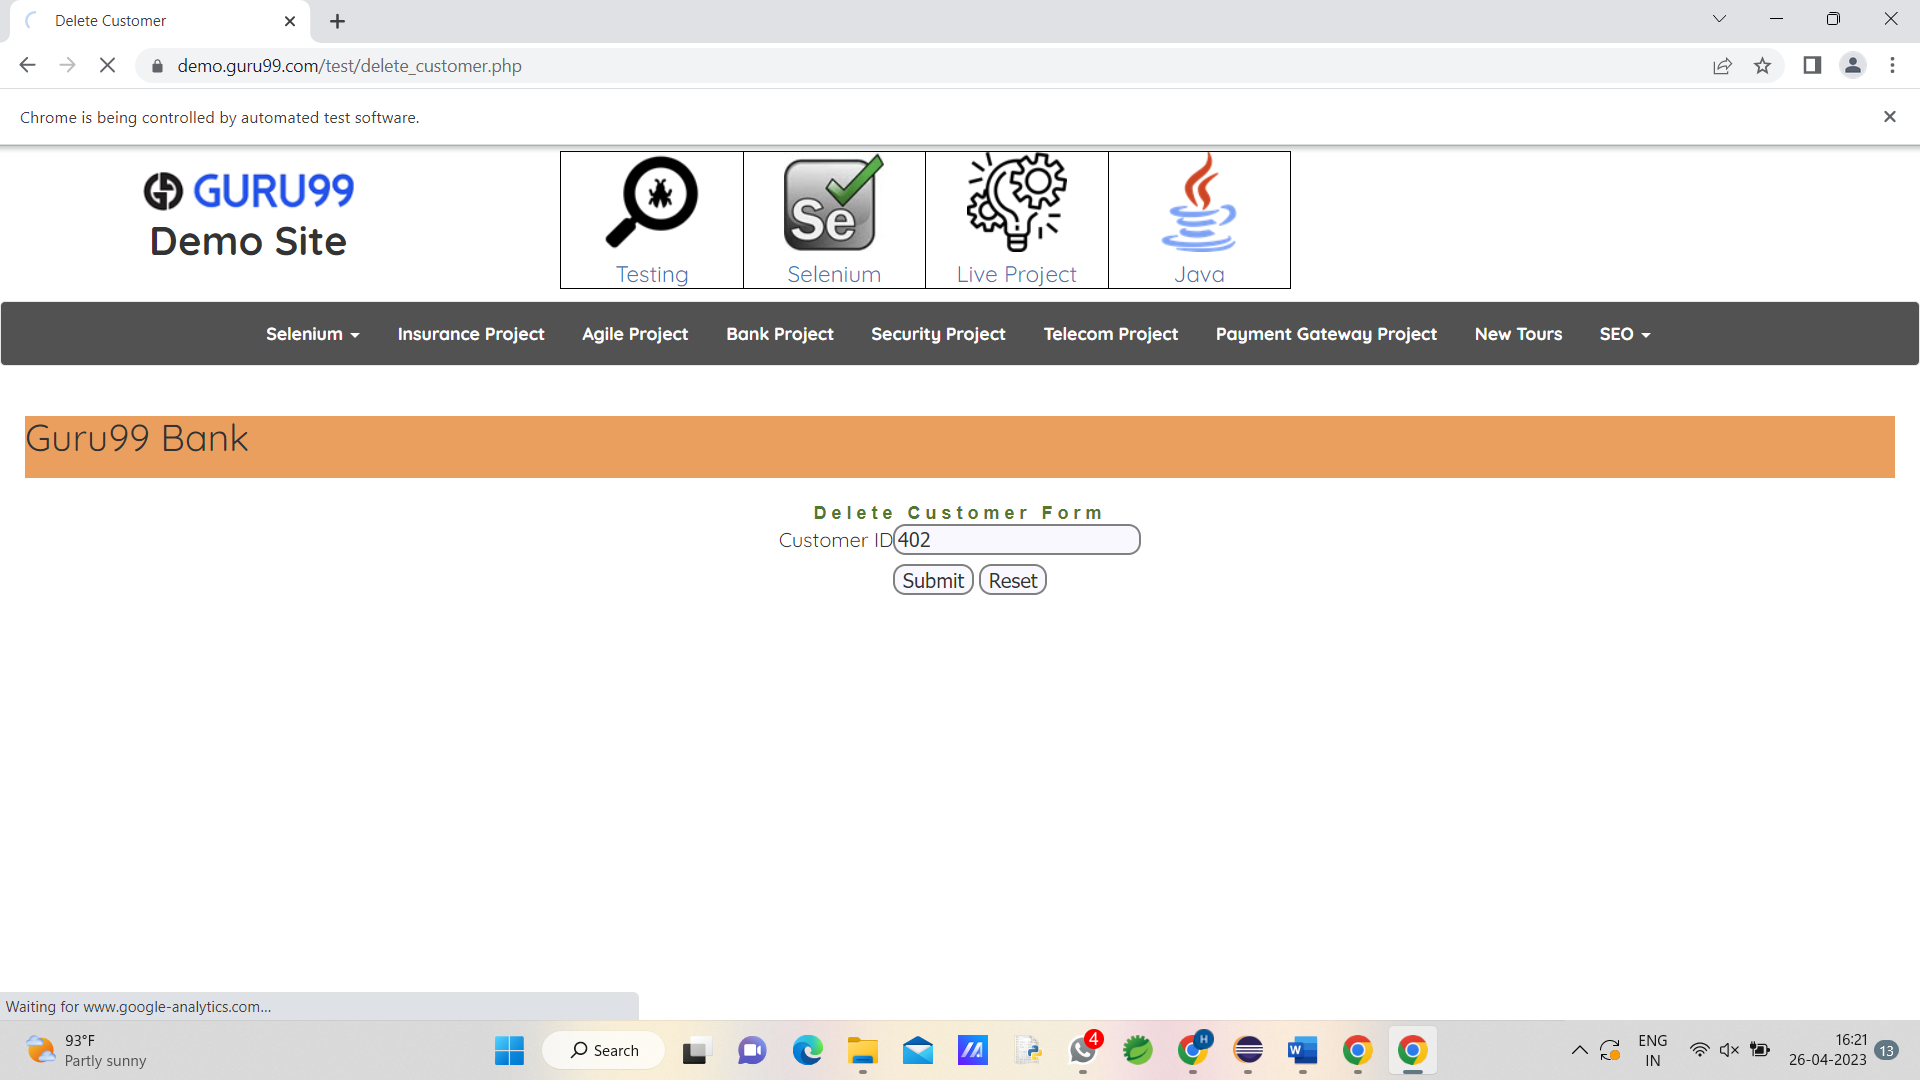 Delete Customer
demo.guru99.com/test/delete_customer.php
Chrome is being controlled by automated test software.
GURU99
Demo Site
Se
Testing
Selenium
Live Project
Java
Selenium
Insurance Project
Agile Project
Bank Project
Security Project
Telecom Project
Payment Gateway Project
New Tours
SEO
Guru99 Bank
Delete Customer Form
Customer ID 402
Submit
Reset
Waiting for www.google-analytics.com...
93°F
Partly sunny
Search
4
H
W
ENG
IN
16:21
26-04-2023
13